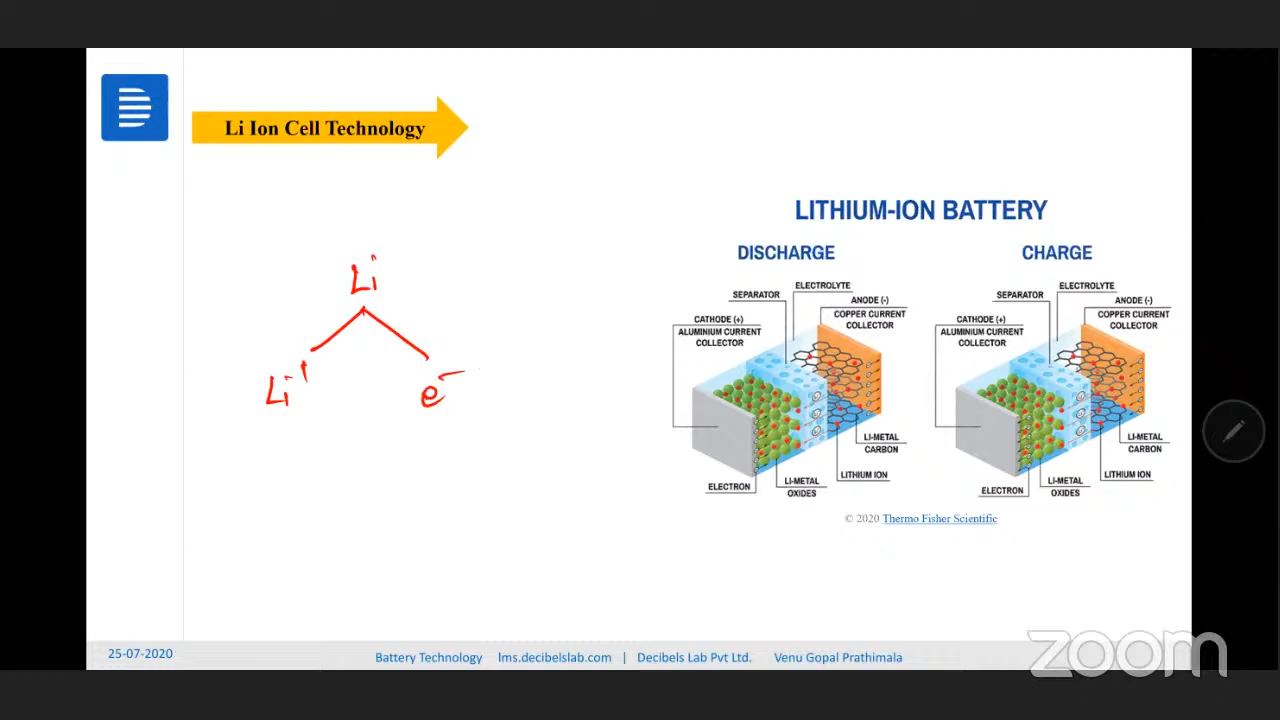 Li Ion Cell Technology
LITHIUM-ION BATTERY
DISCHARGE
SEPARATOR
ELECTROLYTE
ANODE (-)
COPPER CURRENT
COLLECTOR
CATHODE (+)
ALUMINIUM CURRENT
COLLECTOR
LI-METAL
CARBON
LITHIUM ION
LI-METAL
OXIDES
ELECTRON
CHARGE
SEPARATOR
ELECTROLYTE
ANODE (-)
COPPER CURRENT
COLLECTOR
CATHODE (+)
ALUMINIUM CURRENT
COLLECTOR
LI-METAL
CARBON
LITHIUM ION
LI-METAL
OXIDES
ELECTRON
© 2020 Thermo Fisher Scientific
Li
Li⁺ e⁻
25-07-2020
Battery Technology lms.decibelslab.com | Decibels Lab Pvt Ltd. Venu Gopal Prathimala
zoom